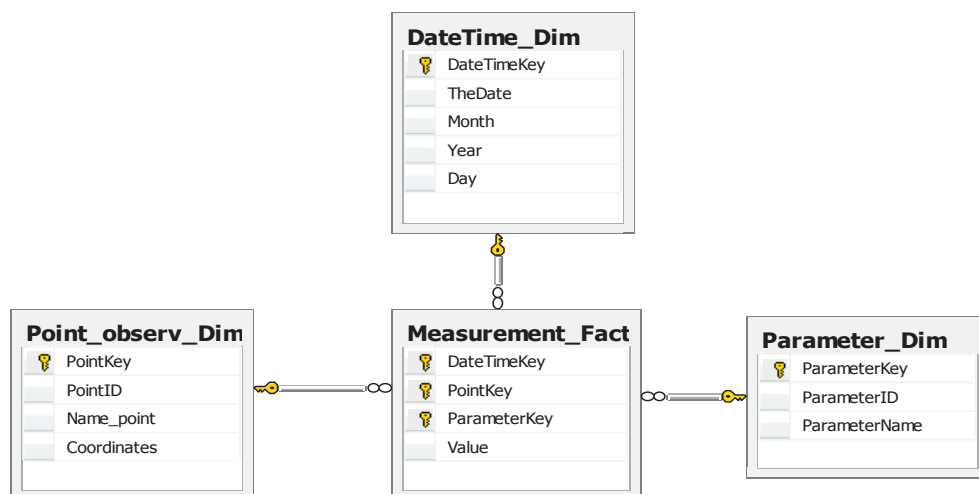 DateTime_Dim
DateTimeKey
TheDate
Month
Year
Day
Point_observ_Dim
PointKey
PointID
Name_point
Coordinates
Measurement_Fact
DateTimeKey
PointKey
ParameterKey
Value
Parameter_Dim
ParameterKey
ParameterID
ParameterName